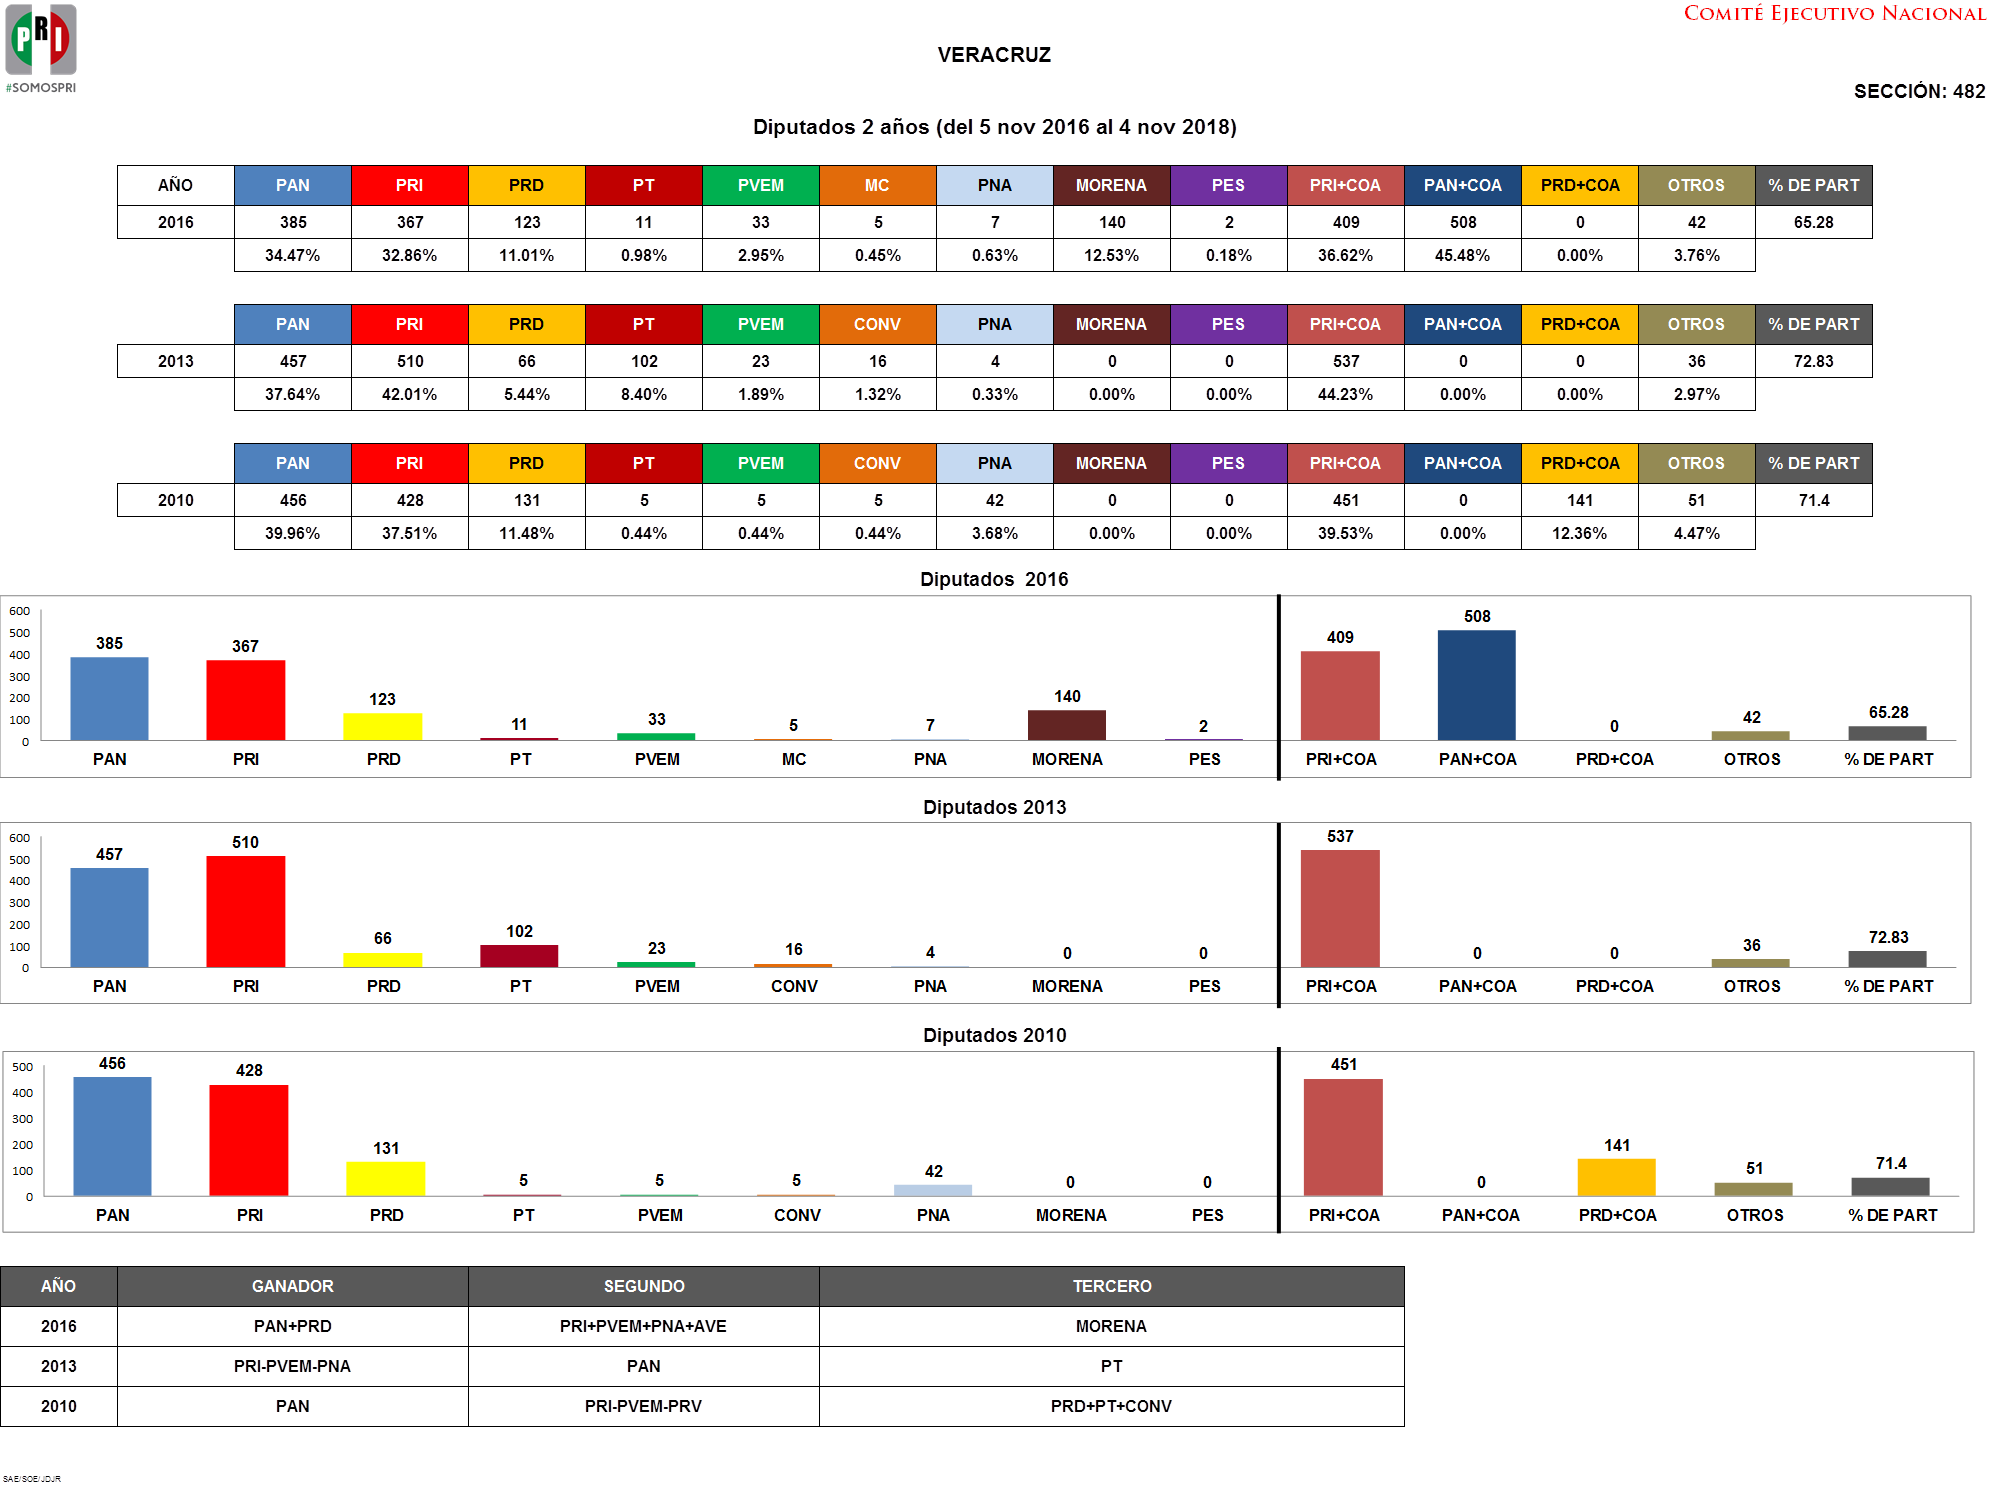 PRI
#SOMOSPRI
COMITÉ EJECUTIVO NACIONAL
VERACRUZ
SECCIÓN: 482
Diputados 2 años (del 5 nov 2016 al 4 nov 2018)
AÑO PAN PRI PRD PT PVEM MC PNA MORENA PES PRI+COA PAN+COA PRD+COA OTROS % DE PART
2016 385 367 123 11 33 5 7 140 2 409 508 0 42 65.28
34.47% 32.86% 11.01% 0.98% 2.95% 0.45% 0.63% 12.53% 0.18% 36.62% 45.48% 0.00% 3.76%
PAN PRI PRD PT PVEM CONV PNA MORENA PES PRI+COA PAN+COA PRD+COA OTROS % DE PART
2013 457 510 66 102 23 16 4 0 0 537 0 0 36 72.83
37.64% 42.01% 5.44% 8.40% 1.89% 1.32% 0.33% 0.00% 0.00% 44.23% 0.00% 0.00% 2.97%
PAN PRI PRD PT PVEM CONV PNA MORENA PES PRI+COA PAN+COA PRD+COA OTROS % DE PART
2010 456 428 131 5 5 5 42 0 0 451 0 141 51 71.4
39.96% 37.51% 11.48% 0.44% 0.44% 0.44% 3.68% 0.00% 0.00% 39.53% 0.00% 12.36% 4.47%
Diputados 2016
600
500
400
300
200
100
0
385 367 123 11 33 5 7 140 2 409 508 0 42 65.28
PAN PRI PRD PT PVEM MC PNA MORENA PES PRI+COA PAN+COA PRD+COA OTROS % DE PART
Diputados 2013
600
500
400
300
200
100
0
457 510 66 102 23 16 4 0 0 537 0 0 36 72.83
PAN PRI PRD PT PVEM CONV PNA MORENA PES PRI+COA PAN+COA PRD+COA OTROS % DE PART
Diputados 2010
500
400
300
200
100
0
456 428 131 5 5 5 42 0 0 451 0 141 51 71.4
PAN PRI PRD PT PVEM CONV PNA MORENA PES PRI+COA PAN+COA PRD+COA OTROS % DE PART
AÑO GANADOR SEGUNDO TERCERO
2016 PAN+PRD PRI+PVEM+PNA+AVE MORENA
2013 PRI-PVEM-PNA PAN PT
2010 PAN PRI-PVEM-PRV PRD+PT+CONV
SAE/SOE/JDJR